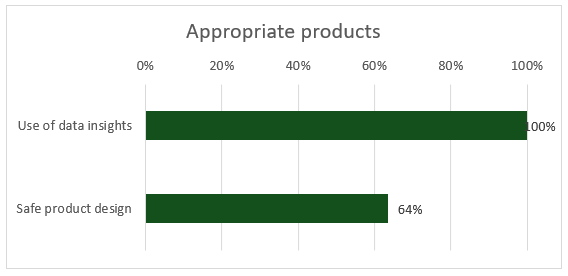 Appropriate products
0% 20% 40% 60% 80% 100%
Use of data insights 100%
Safe product design 64%